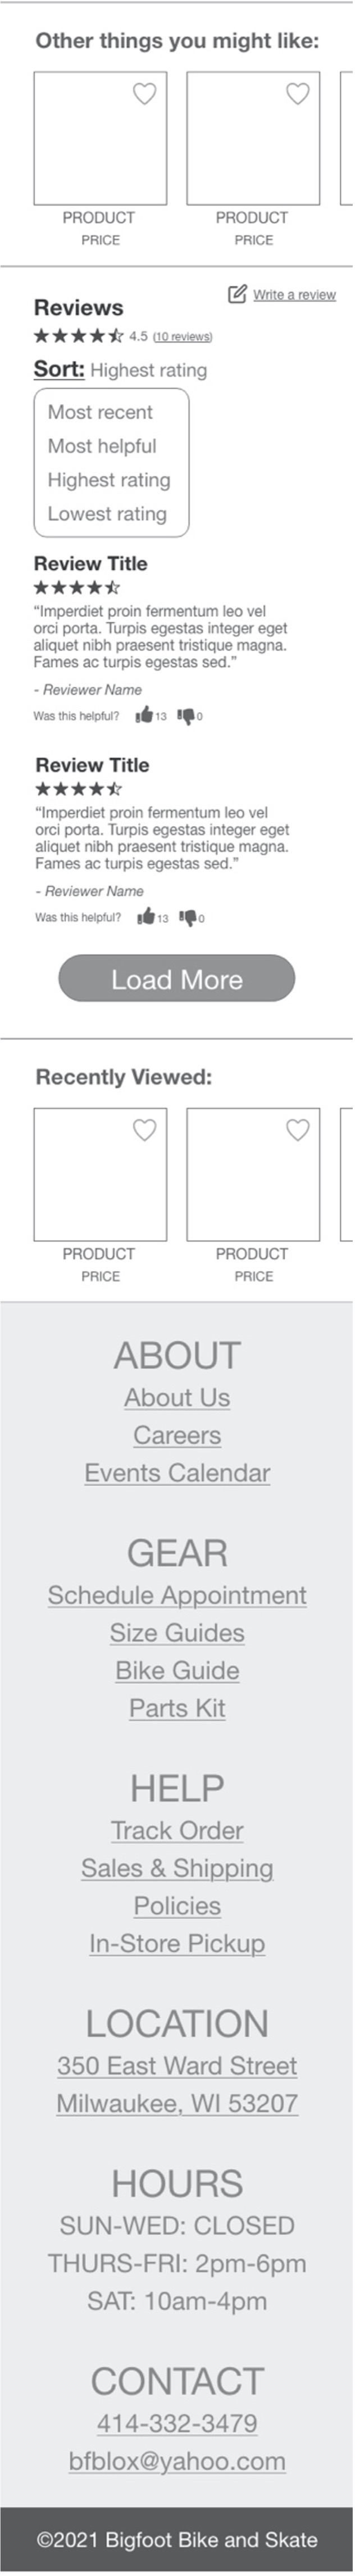 Other things you might like:
PRODUCT PRODUCT
PRICE PRICE
Write a review
Reviews
4.5 (10 reviews)
Sort: Highest rating
Most recent
Most helpful
Highest rating
Lowest rating
Review Title
“Imperdiet proin fermentum leo vel
orci porta. Turpis egestas integer eget
aliquet nibh praesent tristique magna.
Fames ac turpis egestas sed.”
- Reviewer Name
Was this helpful? 13 0
Review Title
“Imperdiet proin fermentum leo vel
orci porta. Turpis egestas integer eget
aliquet nibh praesent tristique magna.
Fames ac turpis egestas sed.”
- Reviewer Name
Was this helpful? 13 0
Load More
Recently Viewed:
PRODUCT PRODUCT
PRICE PRICE
ABOUT
About Us
Careers
Events Calendar
GEAR
Schedule Appointment
Size Guides
Bike Guide
Parts Kit
HELP
Track Order
Sales & Shipping
Policies
In-Store Pickup
LOCATION
350 East Ward Street
Milwaukee, WI 53207
HOURS
SUN-WED: CLOSED
THURS-FRI: 2pm-6pm
SAT: 10am-4pm
CONTACT
414-332-3479
bfblox@yahoo.com
©2021 Bigfoot Bike and Skate